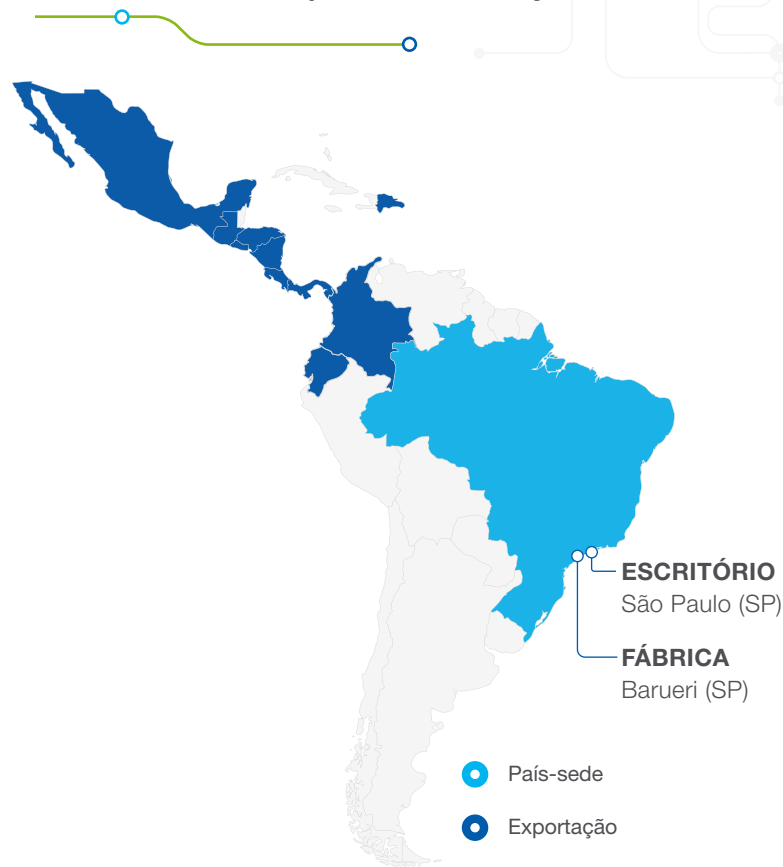 ESCRITÓRIO
São Paulo (SP)
FÁBRICA
Barueri (SP)
País-sede
Exportação